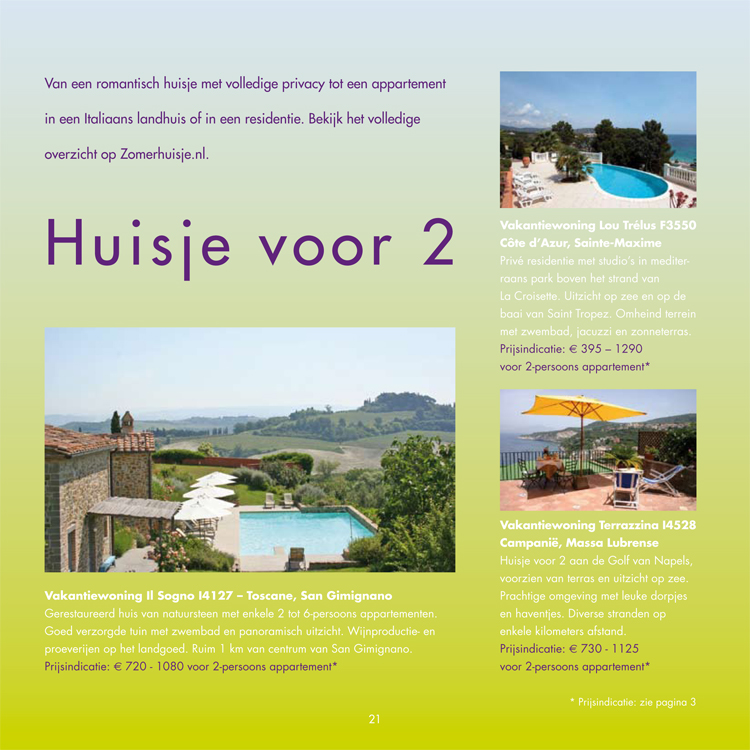 Van een romantisch huisje met volledige privacy tot een appartement
in een Italiaans landhuis of in een residentie. Bekijk het volledige
overzicht op Zomerhuisje.nl.
Huisje voor 2
Vakantiewoning Il Sogno I4127 – Toscane, San Gimignano
Gerestaureerd huis van natuursteen met enkele 2 tot 6-persoons appartementen.
Goed verzorgde tuin met zwembad en panoramisch uitzicht. Wijnproductie- en
proeverijen op het landgoed. Ruim 1 km van centrum van San Gimignano.
Prijsindicatie: € 720 - 1080 voor 2-persoons appartement*
Vakantiewoning Lou Trélus F3550
Côte d’Azur, Sainte-Maxime
Privé residentie met studio’s in mediter-
raans park boven het strand van
La Croisette. Uitzicht op zee en op de
baai van Saint Tropez. Omheind terrein
met zwembad, jacuzzi en zonneterras.
Prijsindicatie: € 395 – 1290
voor 2-persoons appartement*
Vakantiewoning Terrazzina I4528
Campanië, Massa Lubrense
Huisje voor 2 aan de Golf van Napels,
voorzien van terras en uitzicht op zee.
Prachtige omgeving met leuke dorpjes
en haventjes. Diverse stranden op
enkele kilometers afstand.
Prijsindicatie: € 730 - 1125
voor 2-persoons appartement*
* Prijsindicatie: zie pagina 3
21